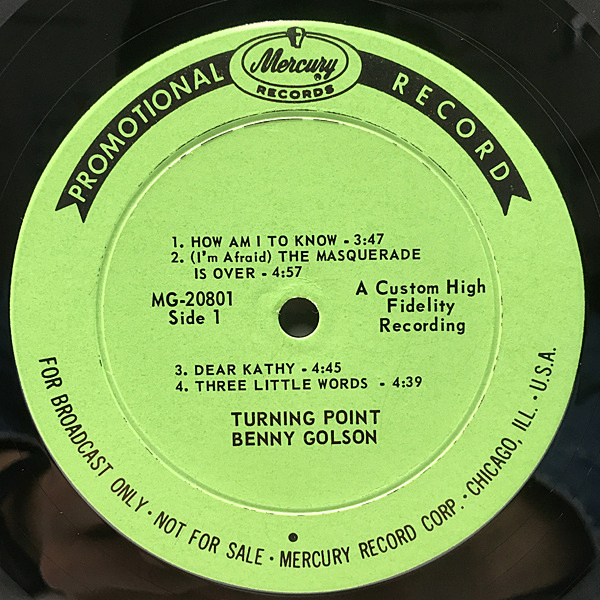 PROMOTIONAL RECORD
Mercury ®
RECORDS
1. HOW AM I TO KNOW - 3:47
2. (I'm Afraid) THE MASQUERADE
IS OVER - 4:57
MG-20801
Side 1
A Custom High
Fidelity
Recording
3. DEAR KATHY - 4:45
4. THREE LITTLE WORDS - 4:39
TURNING POINT
BENNY GOLSON
FOR BROADCAST ONLY • NOT FOR SALE • MERCURY RECORD CORP. • CHICAGO, ILL. • U.S.A.